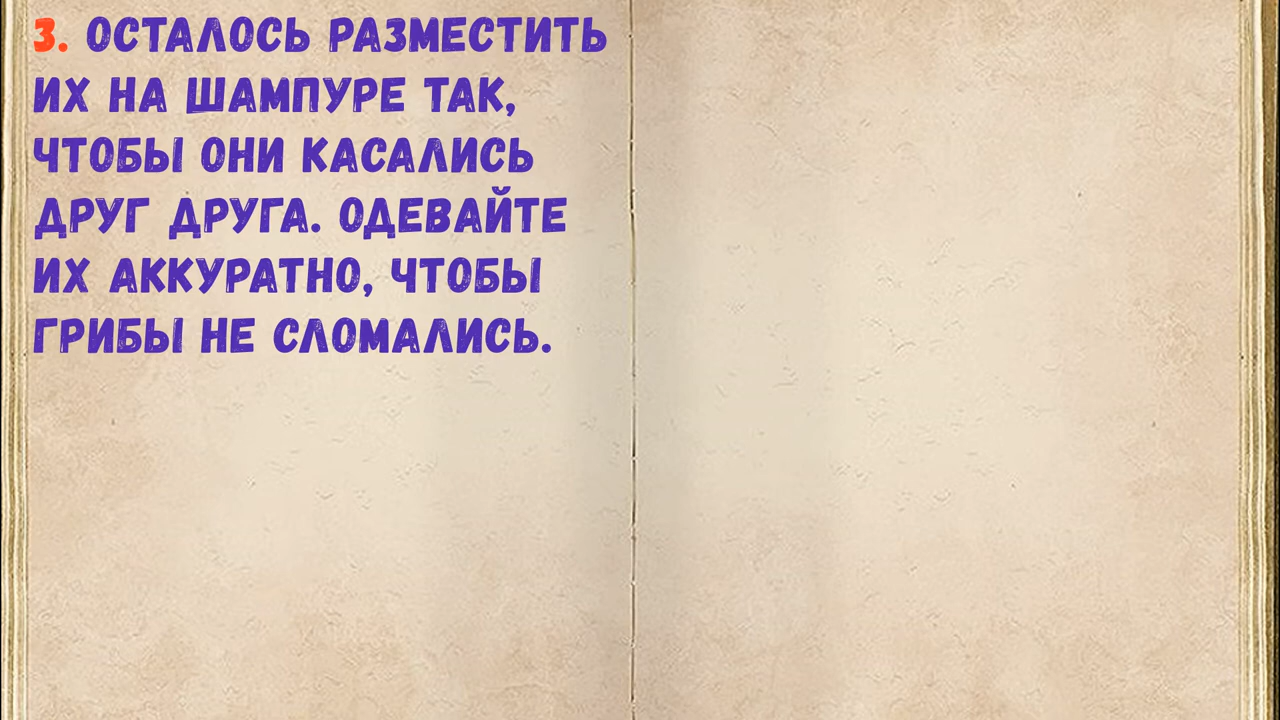 3. ОСТАЛОСЬ РАЗМЕСТИТЬ
ИХ НА ШАМПУРЕ ТАК,
ЧТОБЫ ОНИ КАСАЛИСЬ
ДРУГ ДРУГА. ОДЕВАЙТЕ
ИХ АККУРАТНО, ЧТОБЫ
ГРИБЫ НЕ СЛОМАЛИСЬ.